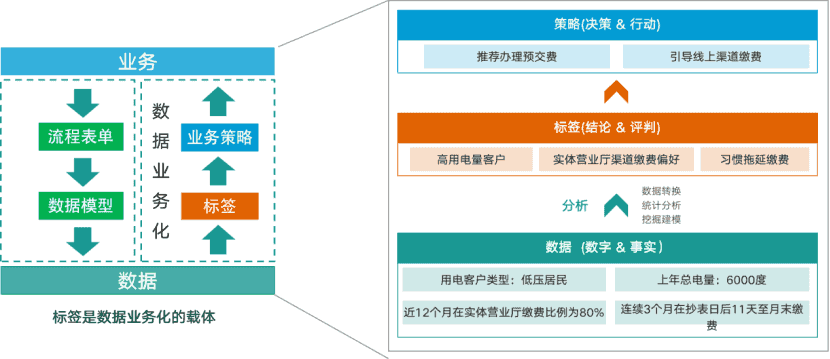 业务
流程表单
数据模型
数据业务化
业务策略
标签
数据
标签是数据业务化的载体
策略(决策 & 行动)
推荐办理预交费
引导线上渠道缴费
标签(结论 & 评判)
高用电量客户
实体营业厅渠道缴费偏好
习惯拖延缴费
分析
数据转换
统计分析
挖掘建模
数据（数字 & 事实）
用电客户类型：低压居民
上年总电量：6000度
近12个月在实体营业厅缴费比例为80%
连续3个月在抄表日后11天至月末缴
费